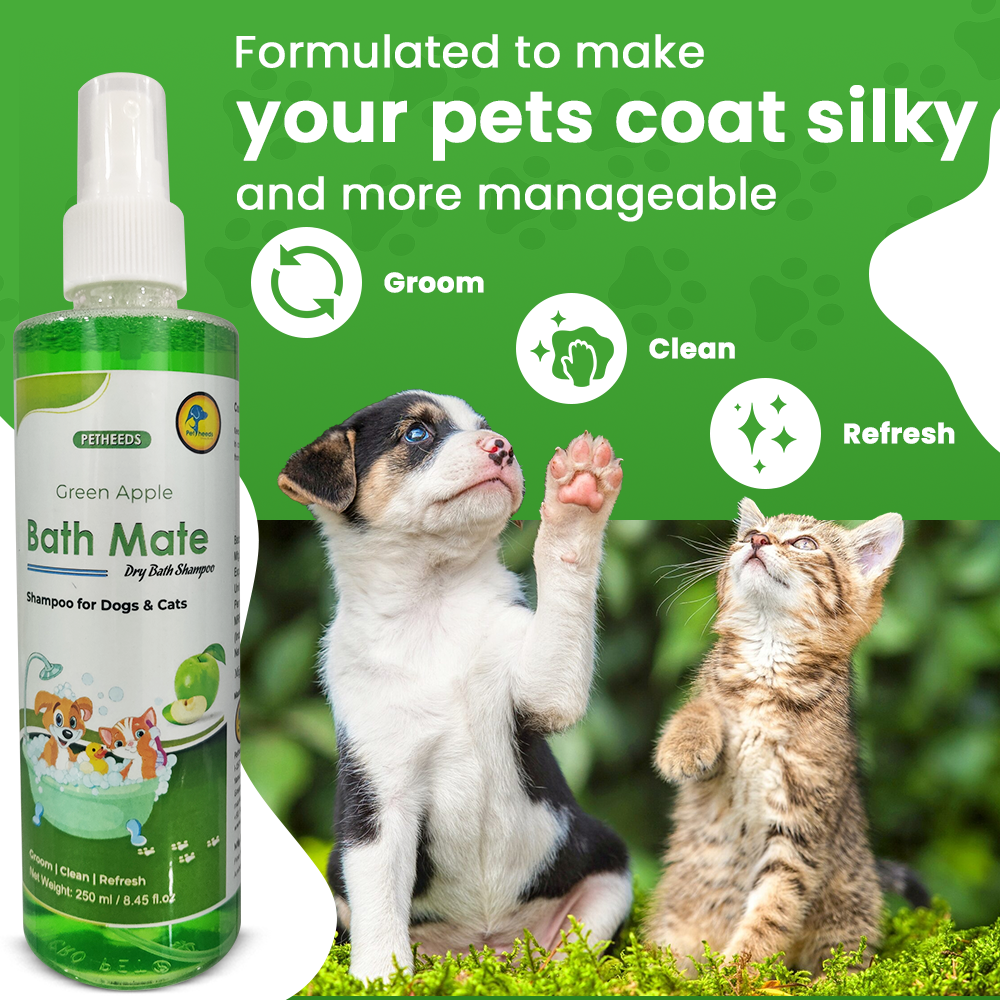 Formulated to make
your pets coat silky
and more manageable
Groom
Clean
Refresh
PETHEEDS
Petheeds
Green Apple
Bath Mate
Dry Bath Shampoo
Shampoo for Dogs & Cats
Groom | Clean | Refresh
Net Weight: 250 ml / 8.45 fl.oz